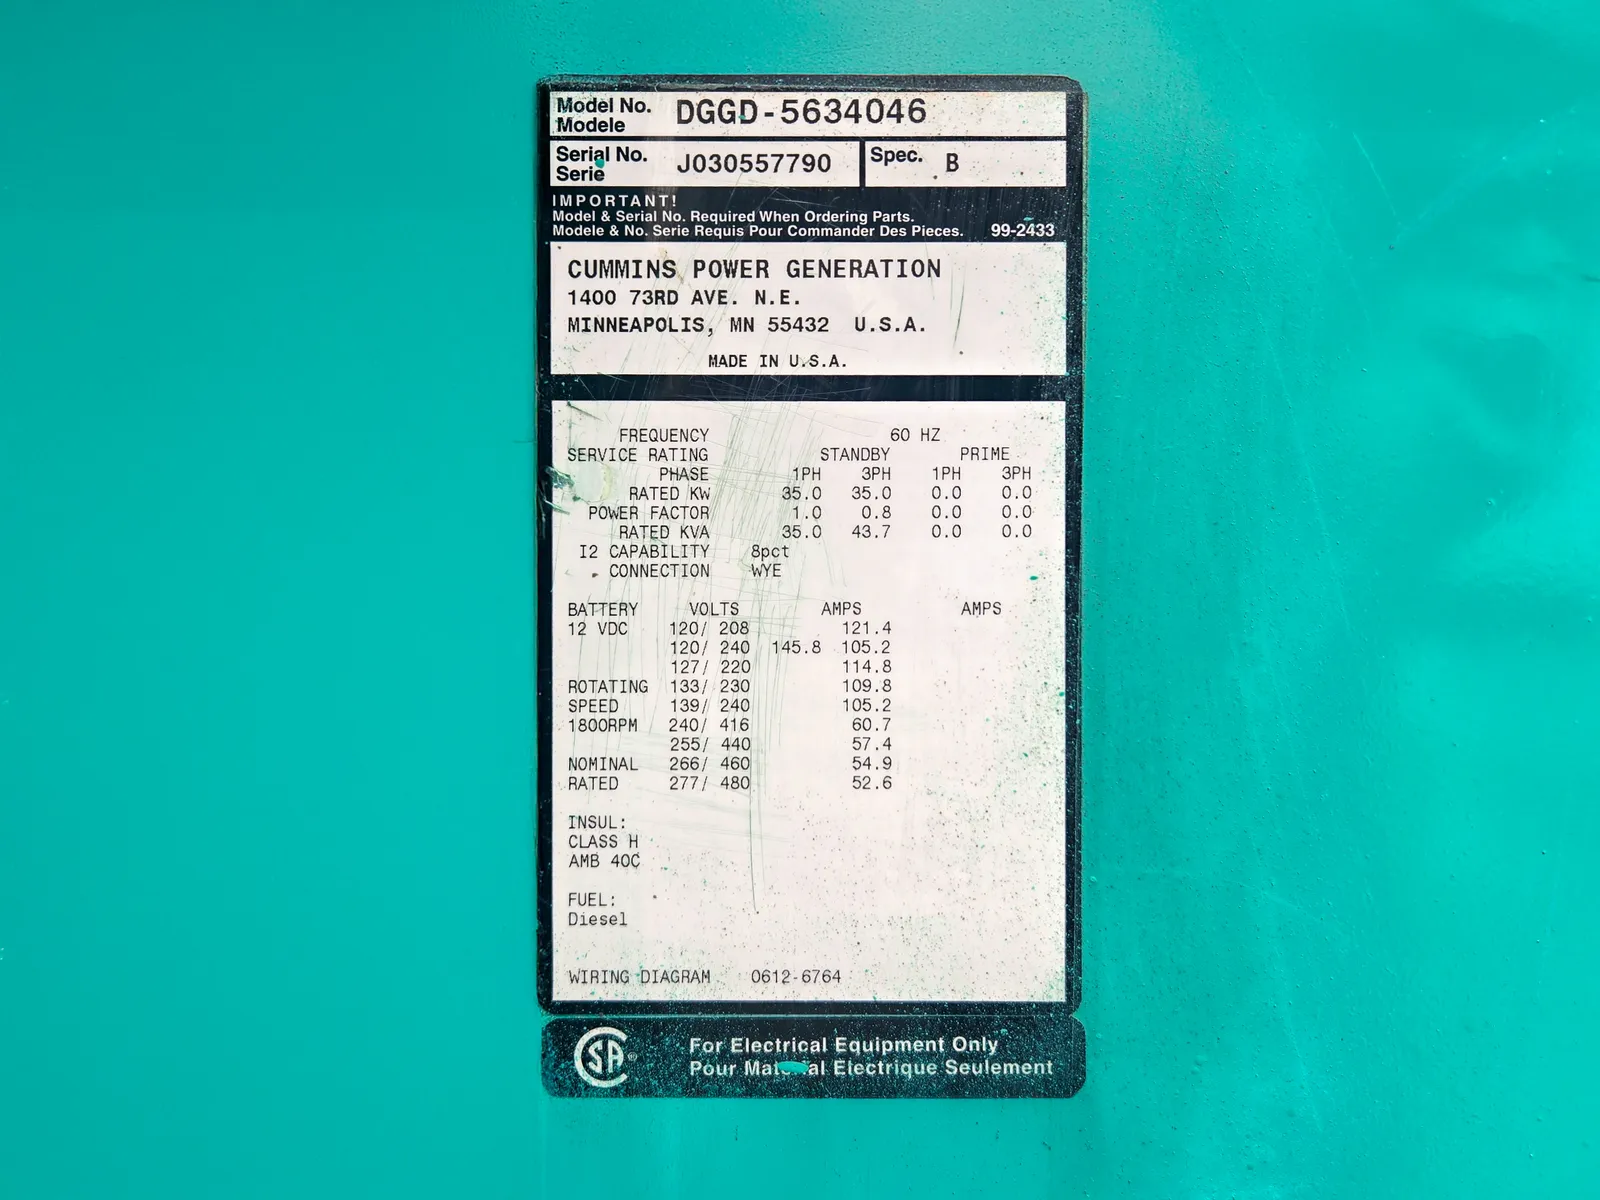 Model No.
Modele
DGGD-5634046
Serial No.
Serie
J030557790
Spec. B
IMPORTANT!
Model & Serial No. Required When Ordering Parts.
Modele & No. Serie Requis Pour Commander Des Pieces. 99-2433
CUMMINS POWER GENERATION
1400 73RD AVE. N.E.
MINNEAPOLIS, MN 55432 U.S.A.
MADE IN U.S.A.
FREQUENCY 60 HZ
SERVICE RATING STANDBY PRIME
PHASE 1PH 3PH 1PH 3PH
RATED KW 35.0 35.0 0.0 0.0
POWER FACTOR 1.0 0.8 0.0 0.0
RATED KVA 35.0 43.7 0.0 0.0
I2 CAPABILITY 8pct
CONNECTION WYE
BATTERY VOLTS AMPS AMPS
12 VDC 120/ 208 121.4
120/ 240 145.8 105.2
127/ 220 114.8
ROTATING 133/ 230 109.8
SPEED 139/ 240 105.2
1800RPM 240/ 416 60.7
255/ 440 57.4
NOMINAL 266/ 460 54.9
RATED 277/ 480 52.6
INSUL:
CLASS H
AMB 40C
FUEL:
Diesel
WIRING DIAGRAM 0612-6764
CSA ®
For Electrical Equipment Only
Pour Electrique Seulement